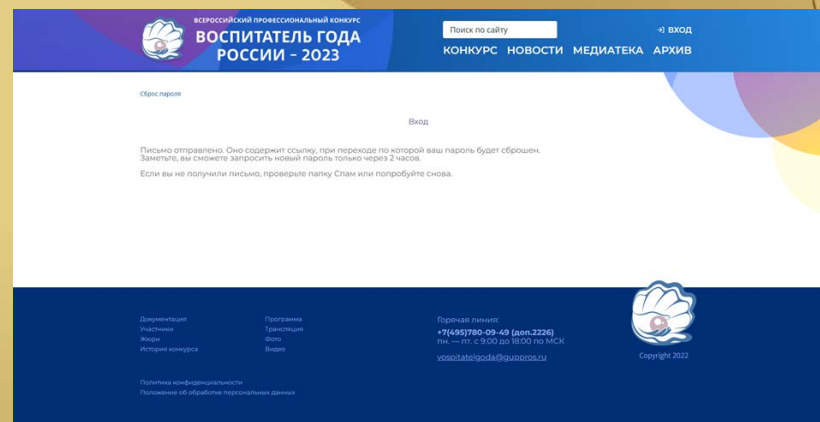 ВСЕРОССИЙСКИЙ ПРОФЕССИОНАЛЬНЫЙ КОНКУРС
ВОСПИТАТЕЛЬ ГОДА
РОССИИ – 2023
Поиск по сайту
ВХОД
КОНКУРС НОВОСТИ МЕДИАТЕКА АРХИВ
Сброс пароля
Вход
Письмо отправлено. Оно содержит ссылку, при переходе по которой ваш пароль будет сброшен.
Заметьте, вы сможете запросить новый пароль только через 2 часов.
Если вы не получили письмо, проверьте папку Спам или попробуйте снова.
Документация
Участники
Жюри
История конкурса
Программа
Трансляция
Фото
Видео
Политика конфиденциальности
Положение об обработке персональных данных
Горячая линия:
+7(495)780-09-49 (доп.2226)
пн. — пт. с 9:00 до 18:00 по МСК
vospitatelgoda@guppros.ru
Copyright 2022